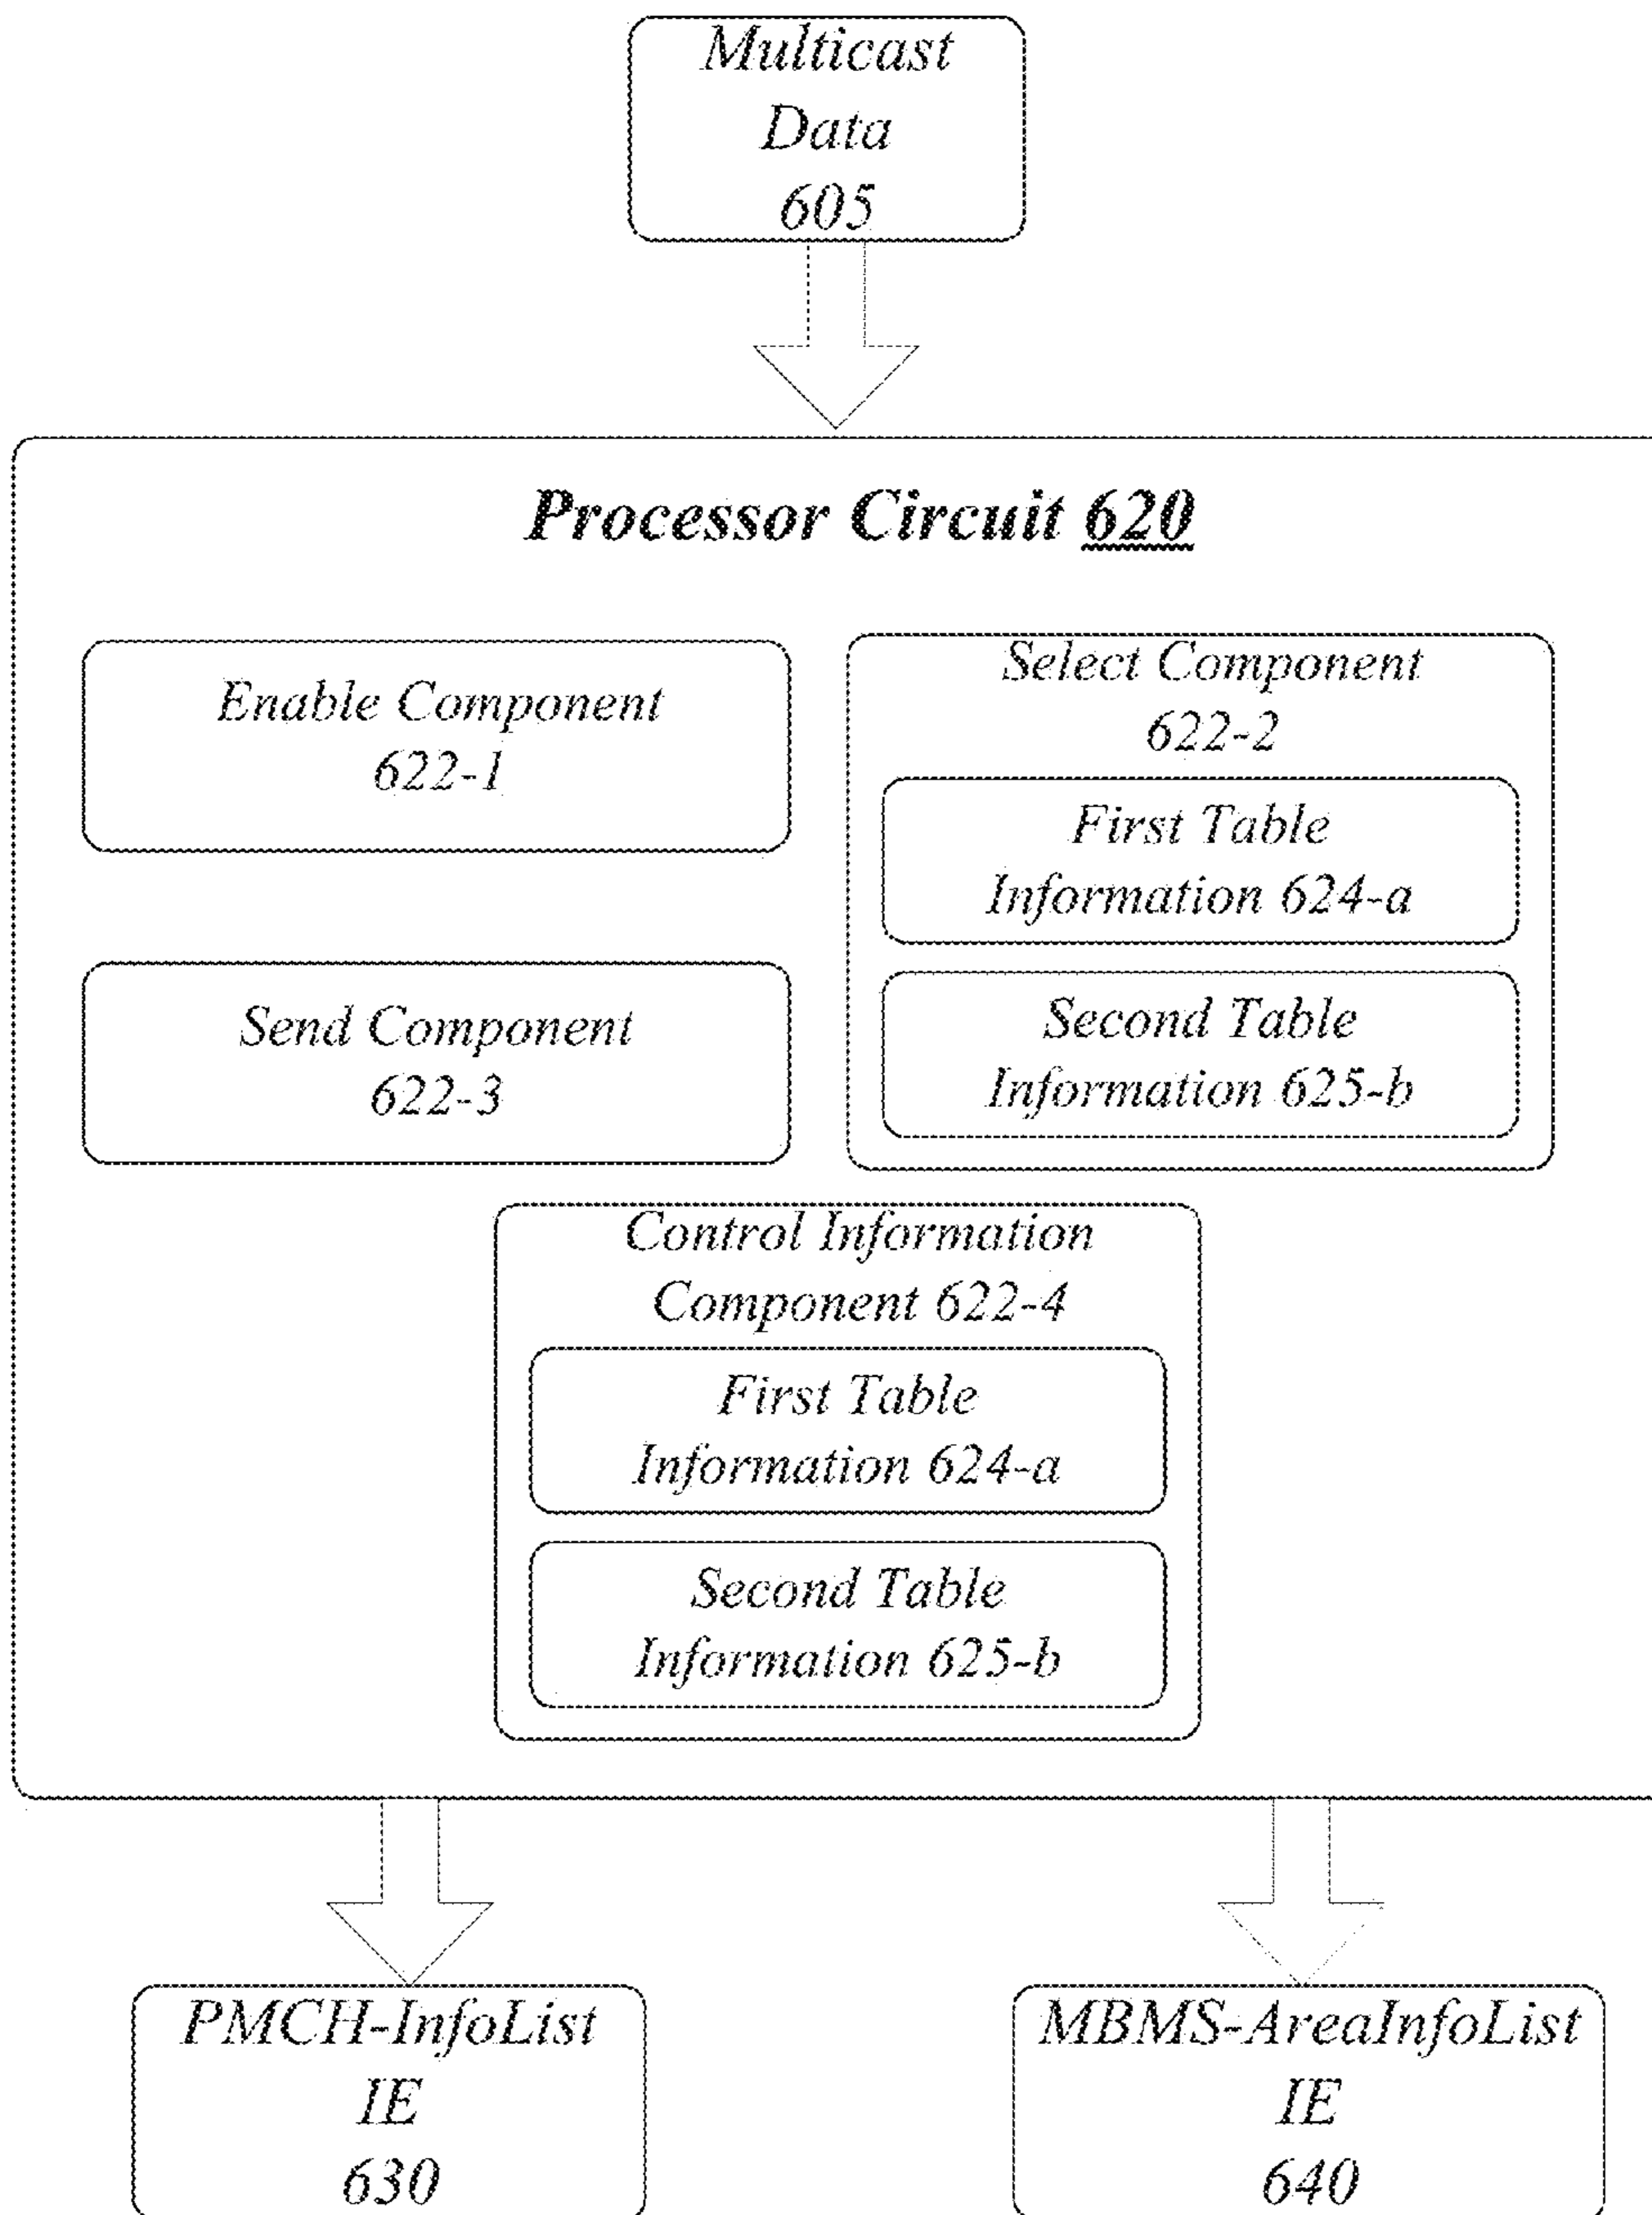 Multicast
Data
605
Processor Circuit 620
Enable Component
622-1
Select Component
622-2
First Table
Information 624-a
Second Table
Information 625-b
Send Component
622-3
Control Information
Component 622-4
First Table
Information 624-a
Second Table
Information 625-b
PMCH-InfoList
IE
630
MBMS-AreaInfoList
IE
640